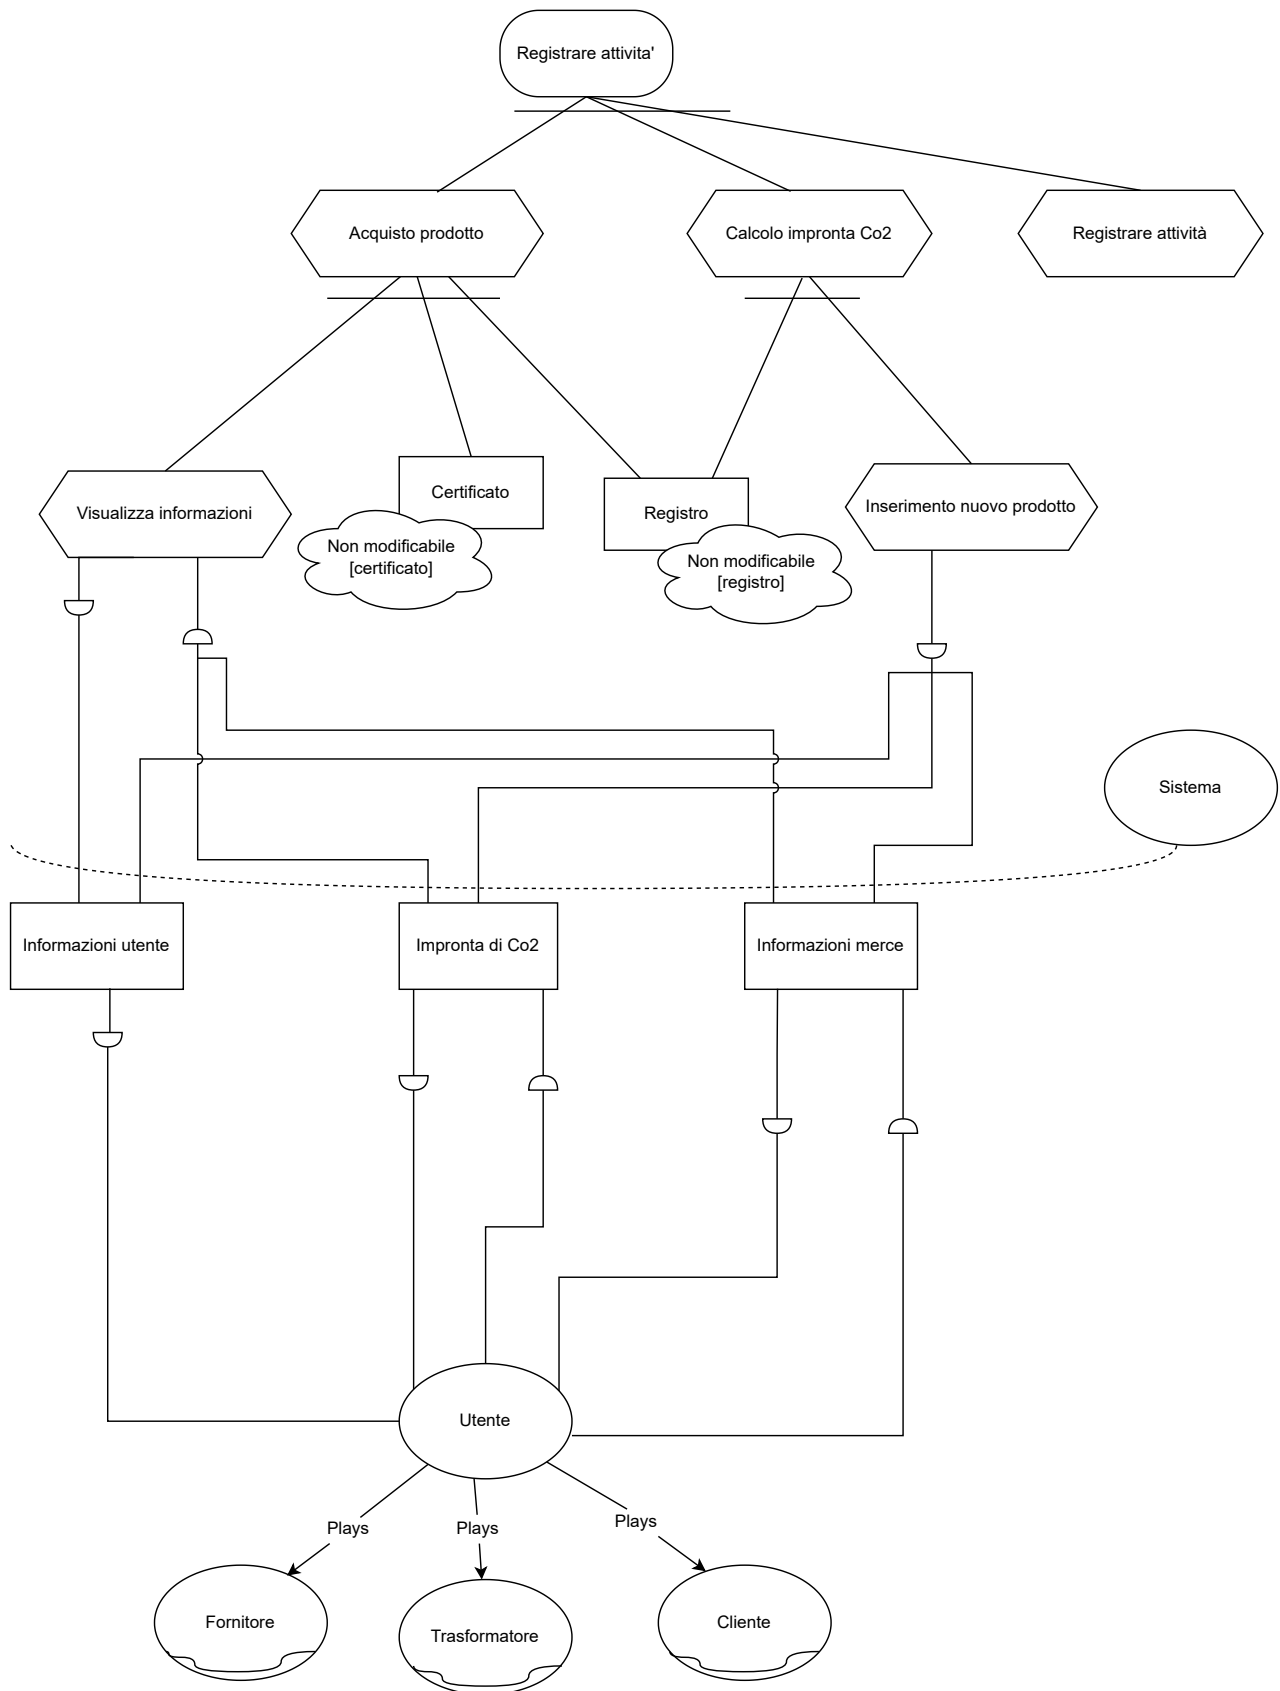 Registrare attivita'
Acquisto prodotto
Calcolo impronta Co2
Registrare attività
Visualizza informazioni
Certificato
Registro
Inserimento nuovo prodotto
Non modificabile
[certificato]
Non modificabile
[registro]
Sistema
Informazioni utente
Impronta di Co2
Informazioni merce
Utente
Plays
Plays
Plays
Fornitore
Trasformatore
Cliente